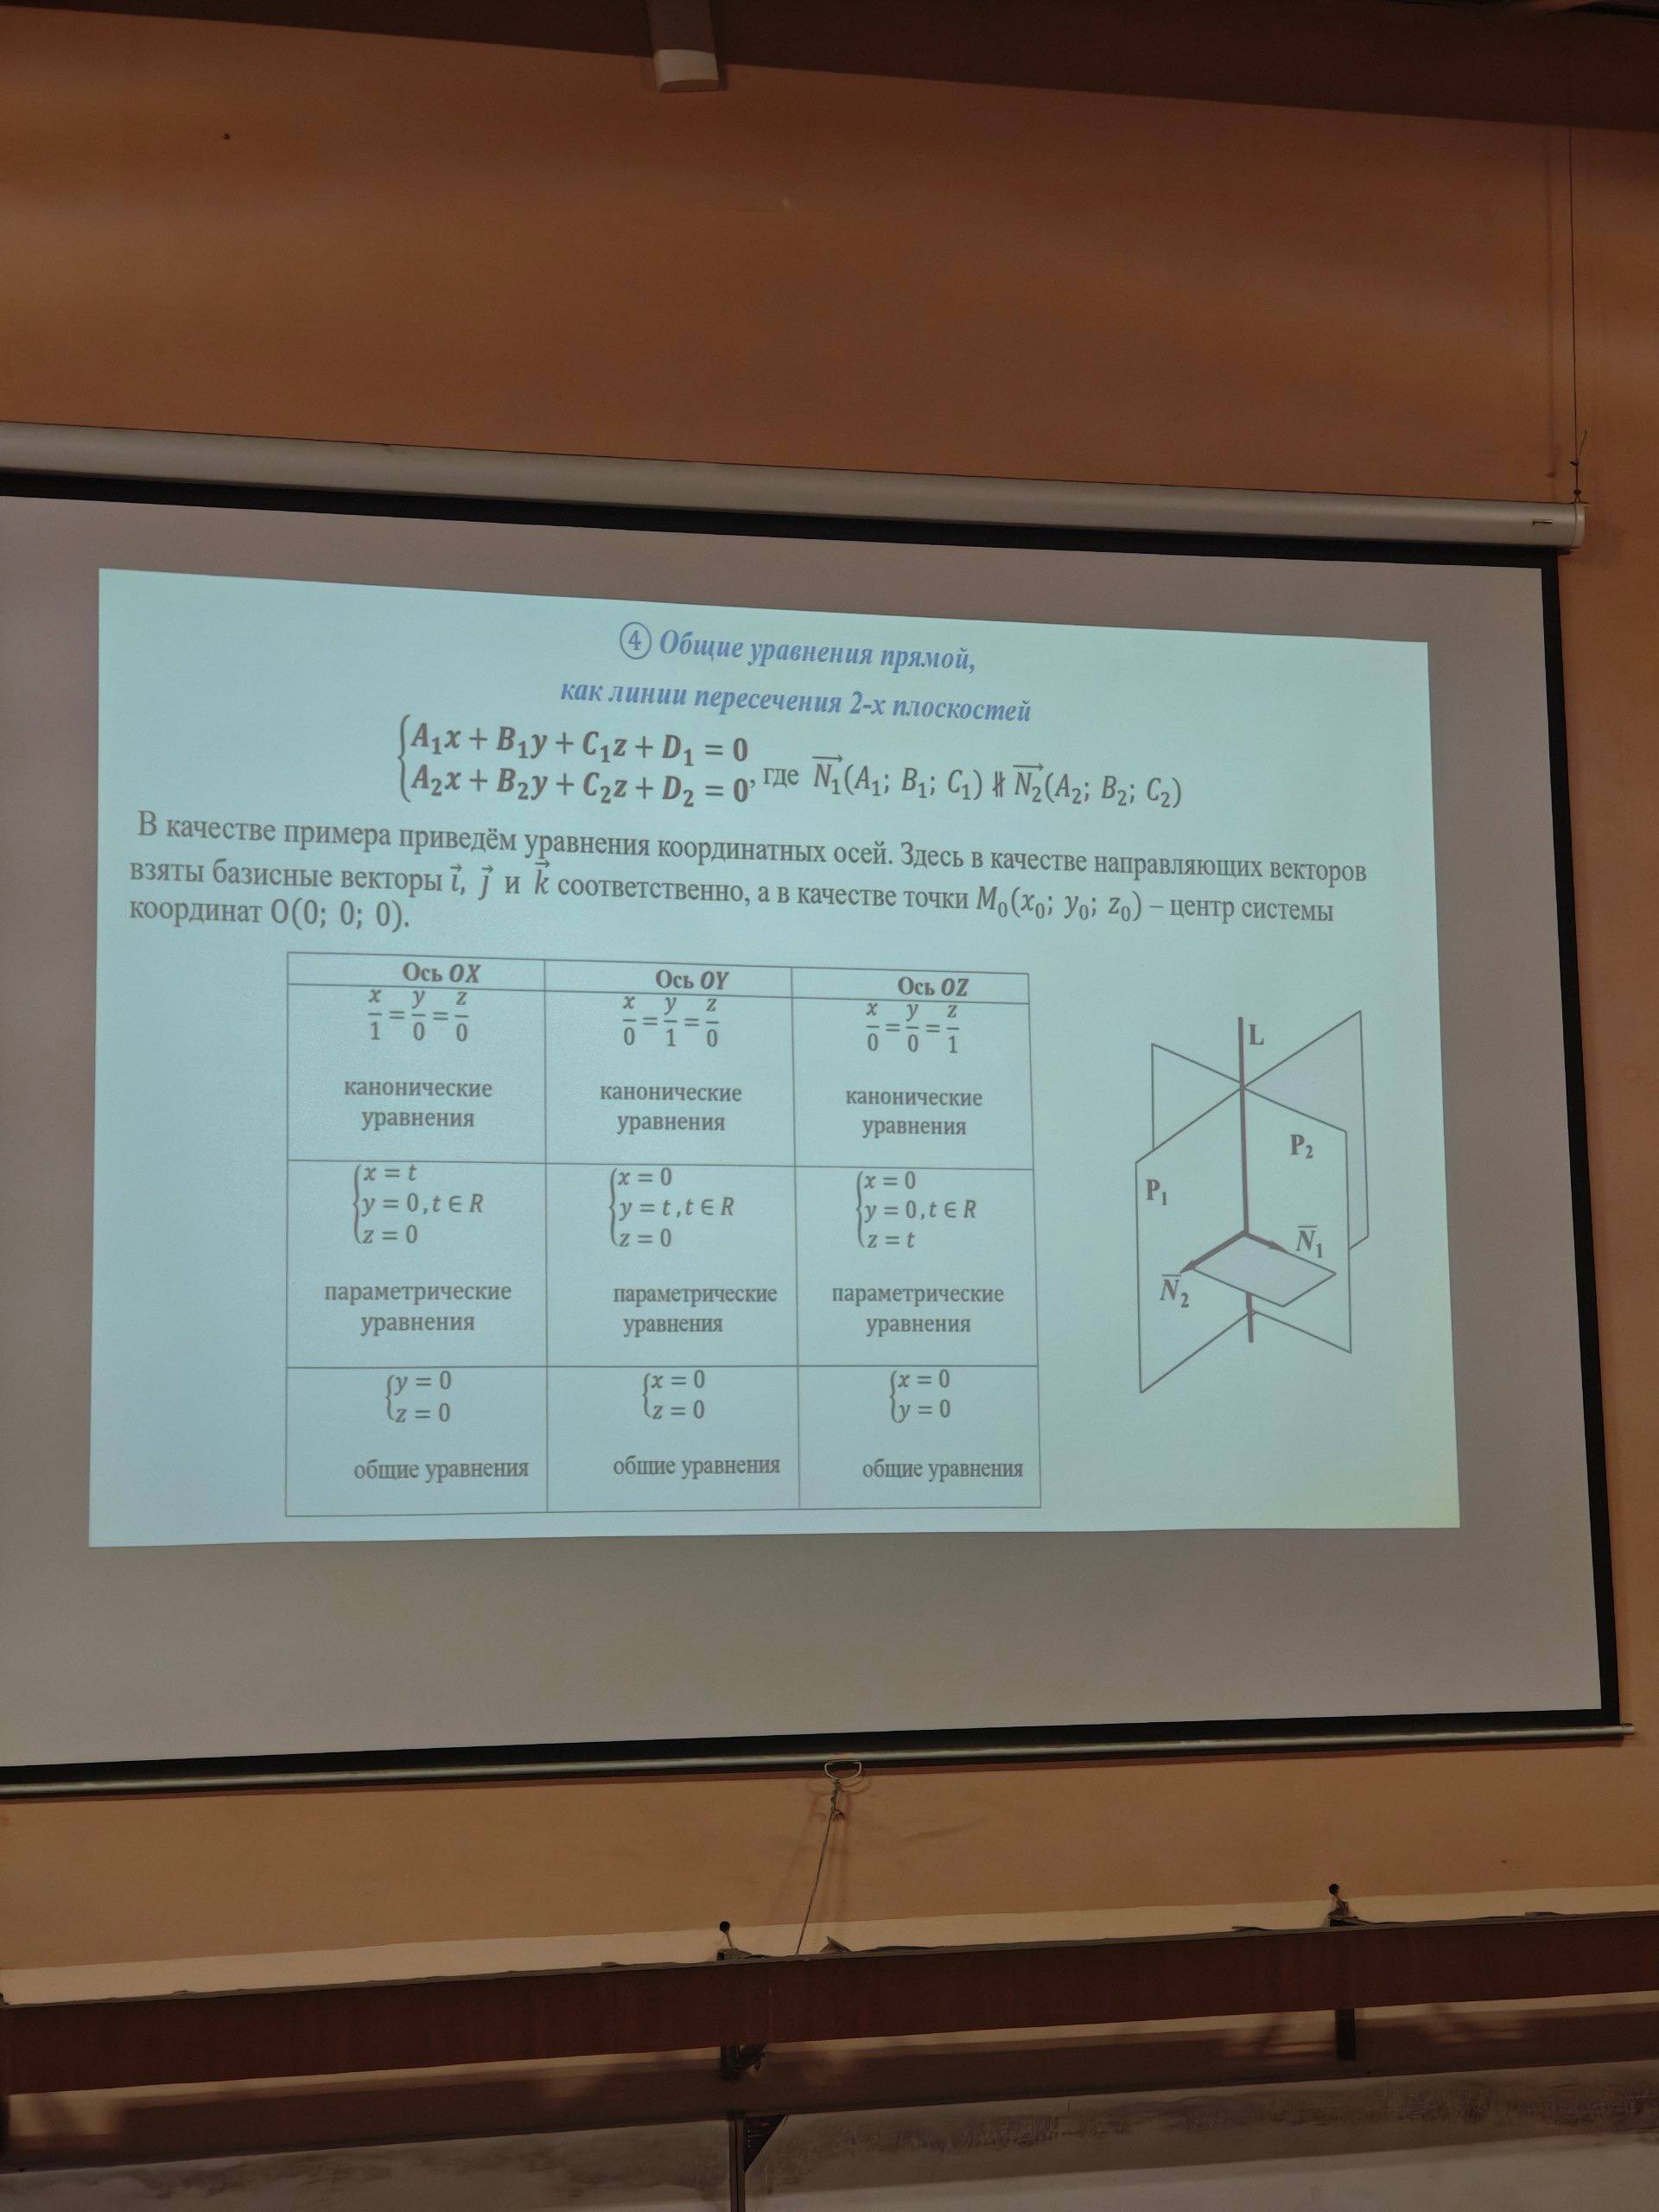 ④ Общие уравнения прямой,
как линии пересечения 2-х плоскостей
{A₁x + B₁y + C₁z + D₁ = 0
{A₂x + B₂y + C₂z + D₂ = 0, где N₁⃗(A₁; B₁; C₁) ∦ N₂⃗(A₂; B₂; C₂)
В качестве примера приведём уравнения координатных осей. Здесь в качестве направляющих векторов
взяты базисные векторы i⃗, j⃗ и k⃗ соответственно, а в качестве точки M₀(x₀; y₀; z₀) – центр системы
координат O(0; 0; 0).
Ось OX Ось OY Ось OZ
x/1 = y/0 = z/0 x/0 = y/1 = z/0 x/0 = y/0 = z/1
канонические канонические канонические
уравнения уравнения уравнения
{x = t {x = 0 {x = 0
{y = 0, t ∈ R {y = t, t ∈ R {y = 0, t ∈ R
{z = 0 {z = 0 {z = t
параметрические параметрические параметрические
уравнения уравнения уравнения
{y = 0 {x = 0 {x = 0
{z = 0 {z = 0 {y = 0
общие уравнения общие уравнения общие уравнения
L
P₂
P₁
N̅₁
N̅₂